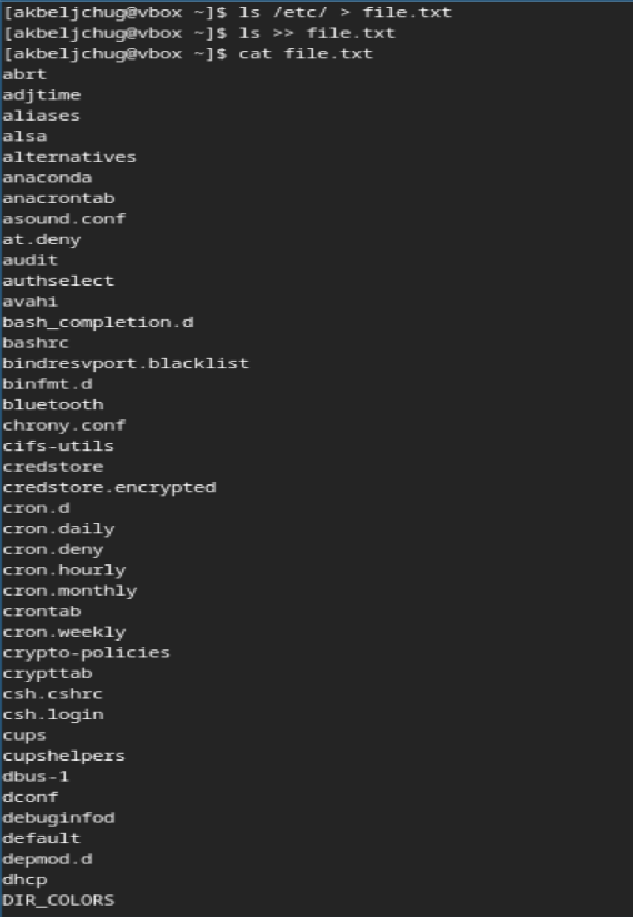 [akbeljchug@vbox ~]$ ls /etc/ > file.txt
[akbeljchug@vbox ~]$ ls >> file.txt
[akbeljchug@vbox ~]$ cat file.txt
abrt
adjtime
aliases
alsa
alternatives
anaconda
anacrontab
asound.conf
at.deny
audit
authselect
avahi
bash_completion.d
bashrc
bindresvport.blacklist
binfmt.d
bluetooth
chrony.conf
cifs-utils
credstore
credstore.encrypted
cron.d
cron.daily
cron.deny
cron.hourly
cron.monthly
crontab
cron.weekly
crypto-policies
crypttab
csh.cshrc
csh.login
cups
cupshelpers
dbus-1
dconf
debuginfod
default
depmod.d
dhcp
DIR_COLORS